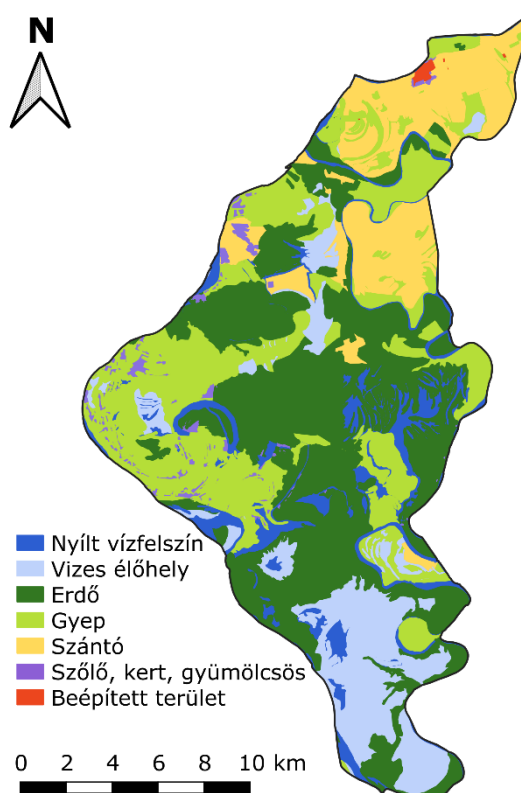 N
Nyílt vízfelszín
Vizes élőhely
Erdő
Gyep
Szántó
Szőlő, kert, gyümölcsös
Beépített terület
0 2 4 6 8 10 km